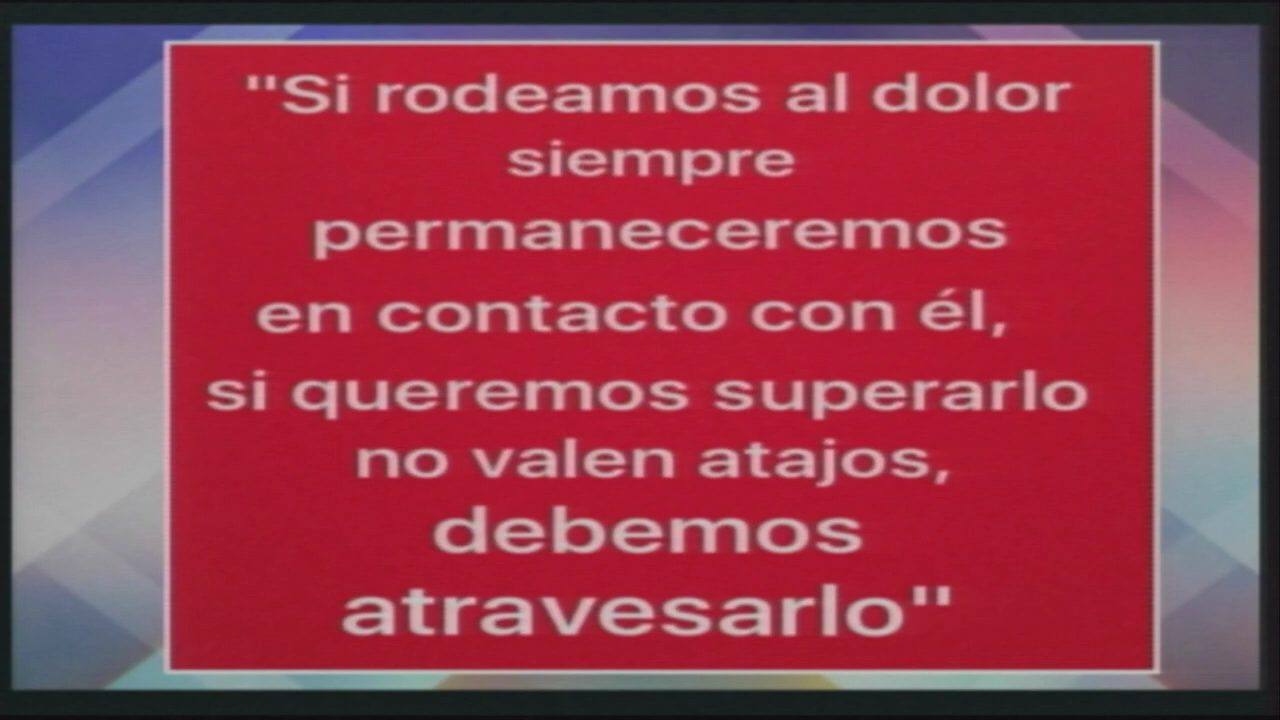 "Si rodeamos al dolor
siempre
permaneceremos
en contacto con él,
si queremos superarlo
no valen atajos,
debemos
atravesarlo"